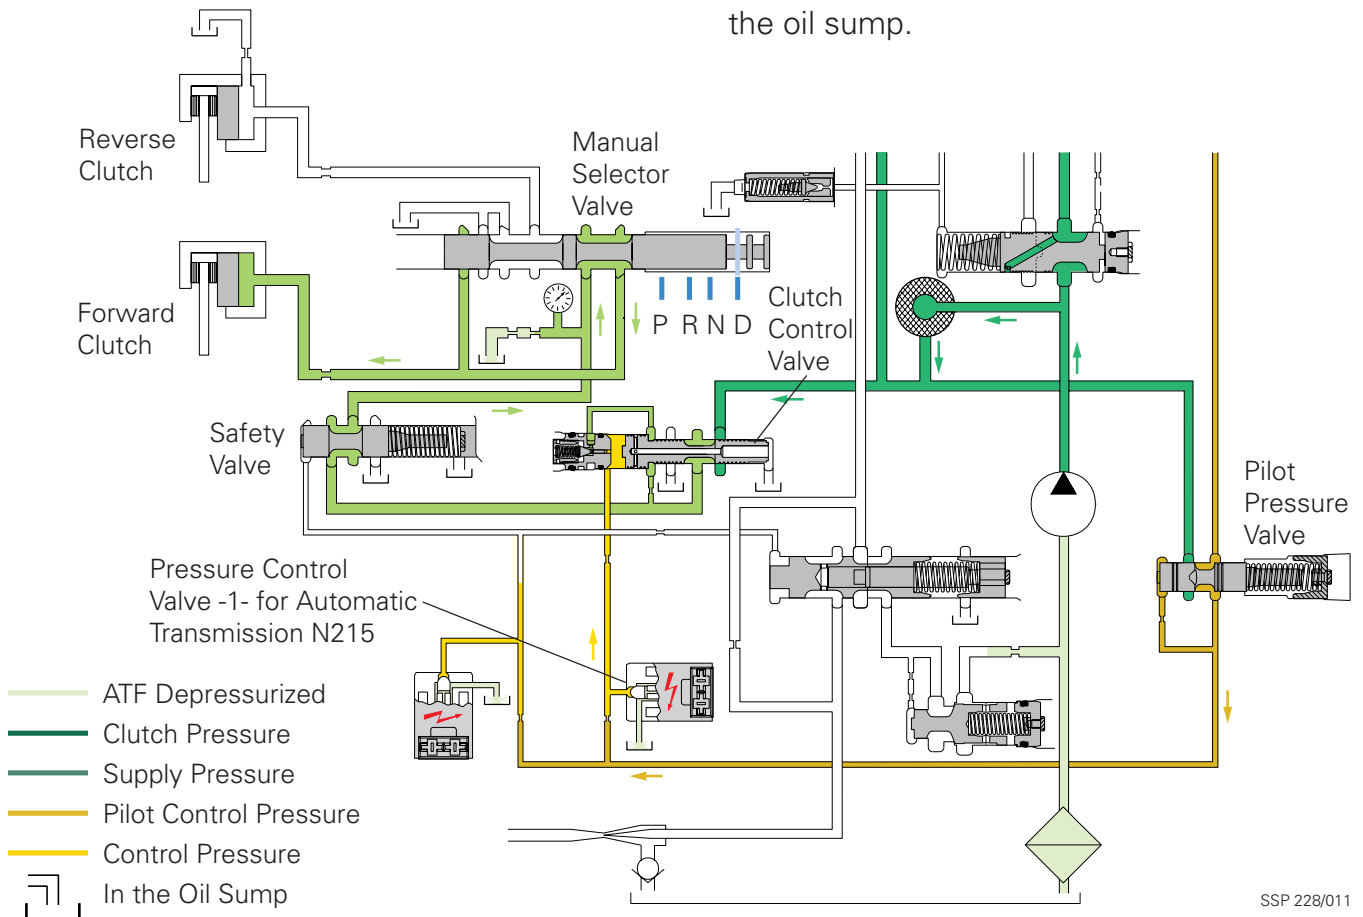 the oil sump.
Reverse
Clutch
Manual
Selector
Valve
Forward
Clutch
P R N D
Clutch
Control
Valve
Safety
Valve
Pilot
Pressure
Valve
Pressure Control
Valve -1- for Automatic
Transmission N215
ATF Depressurized
Clutch Pressure
Supply Pressure
Pilot Control Pressure
Control Pressure
In the Oil Sump
SSP 228/011